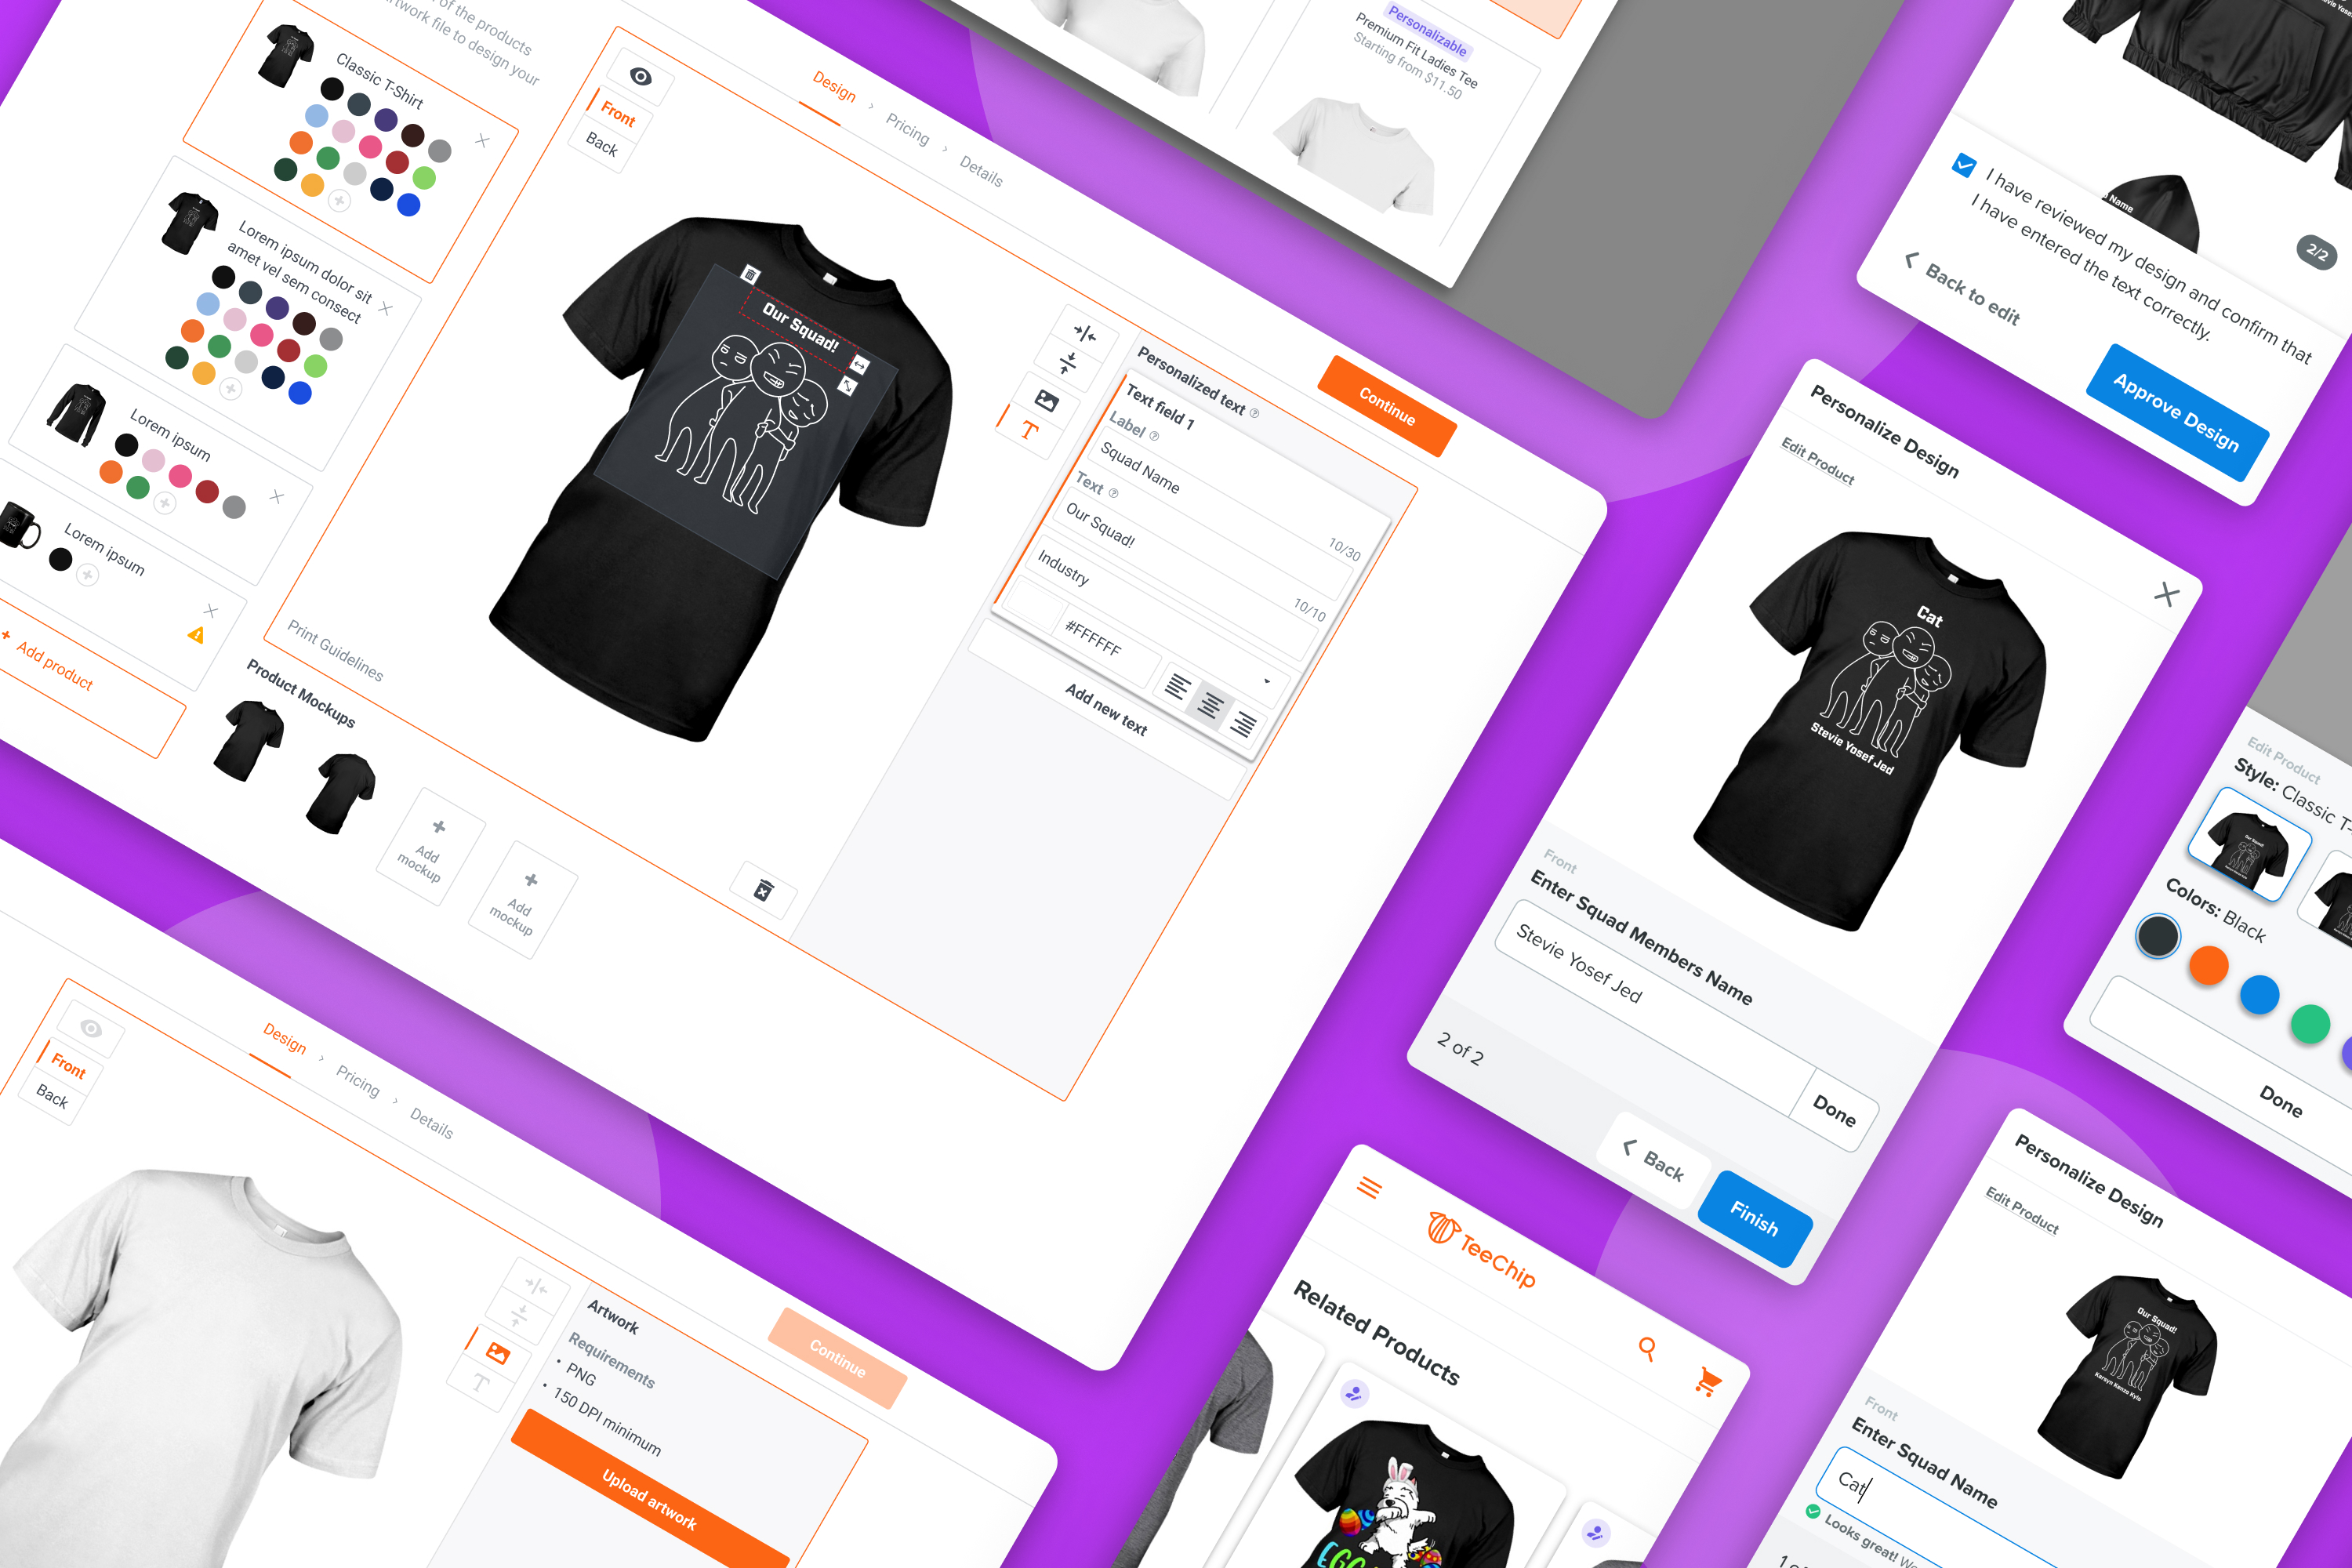 of the products
artwork file to design your
Classic T-Shirt
Lorem ipsum dolor sit
amet vel sem consect
Lorem ipsum
Lorem ipsum
+ Add product
Front
Back
Design > Pricing > Details
Our Squad!
Print Guidelines
Product Mockups
Add
mockup
Add
mockup
Continue
Personalized text
Text field 1
Label
Squad Name
10/30
Text
Our Squad!
10/10
Industry
#FFFFFF
Add new text
Personalizable
Premium Fit Ladies Tee
Starting from $11.50
Name
2/2
I have reviewed my design and confirm that
I have entered the text correctly.
Back to edit
Approve Design
Personalize Design
Edit Product
Cat
Stevie Yosef Jed
Front
Enter Squad Members Name
Stevie Yosef Jed
Done
2 of 2
Back
Finish
Edit Product
Style: Classic T-
Our Squad!
Colors: Black
Done
Front
Back
Design > Pricing > Details
Continue
Artwork
Requirements
• PNG
• 150 DPI minimum
Upload artwork
TeeChip
Related Products
EGG
Personalize Design
Edit Product
Our Squad!
Karsyn Kenzo Kyle
Front
Enter Squad Name
Cat
Looks great!